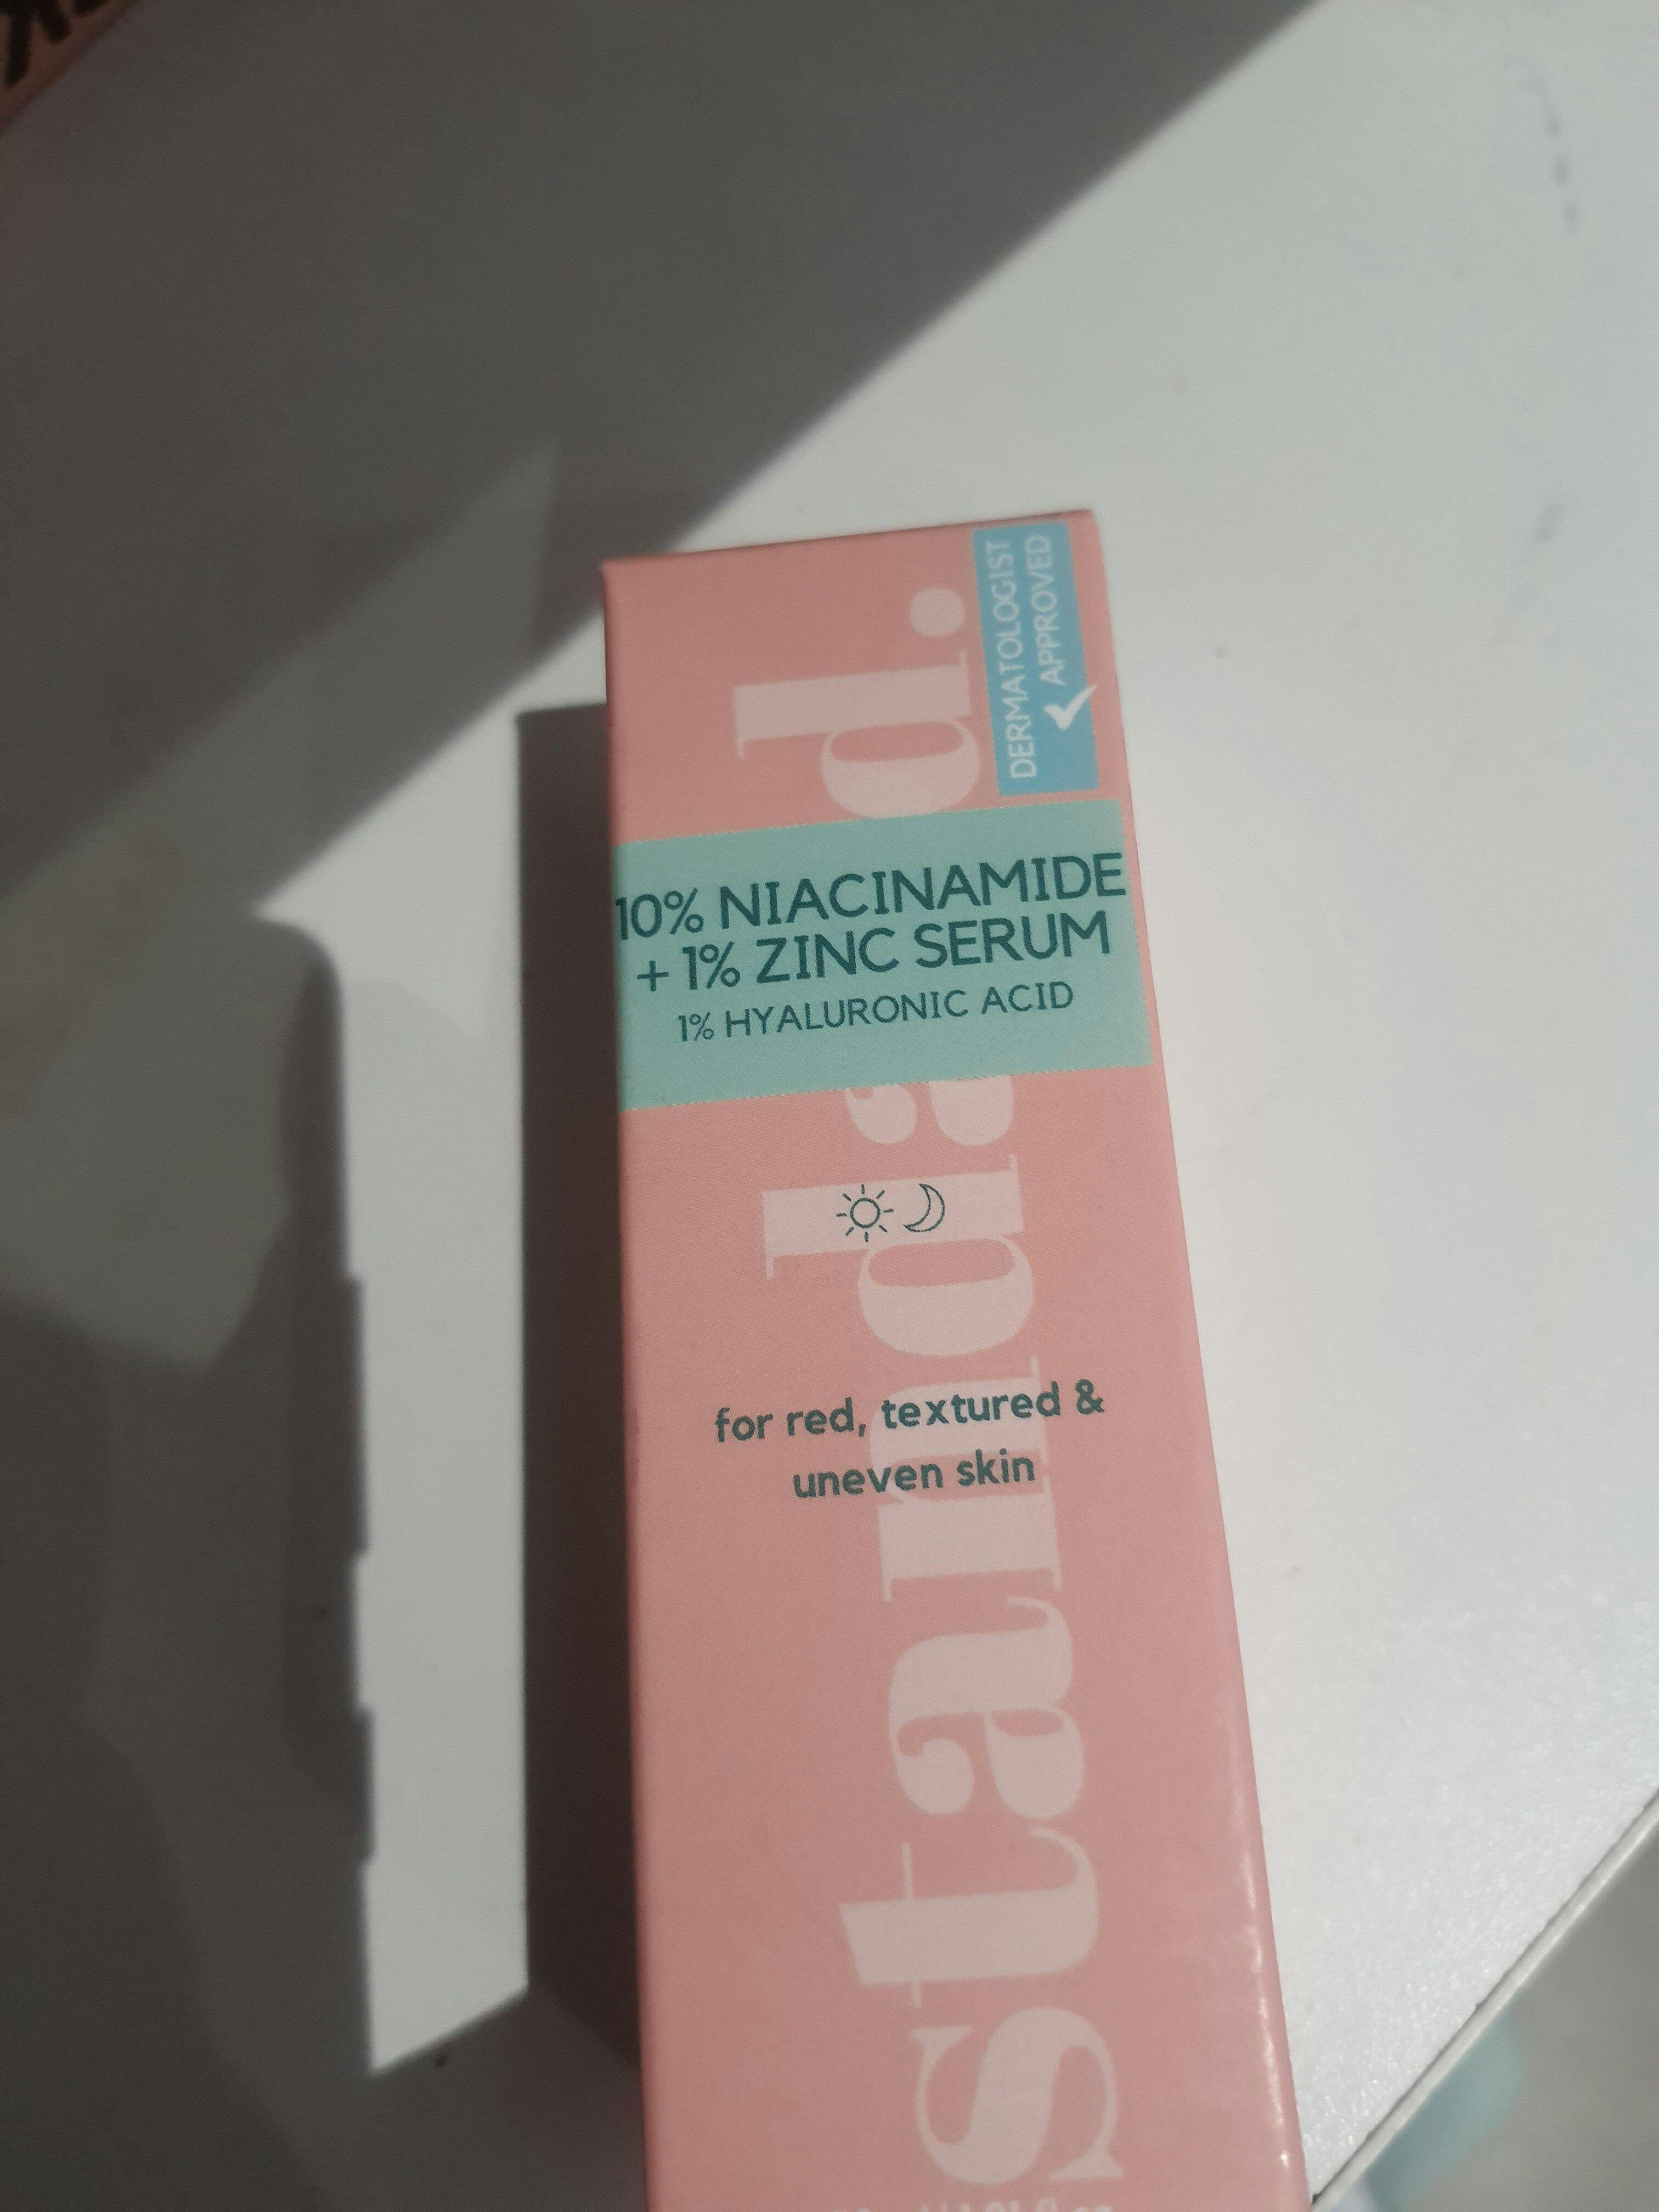 DERMATOLOGIST
APPROVED
10% NIACINAMIDE
+ 1% ZINC SERUM
1% HYALURONIC ACID
for red, textured &
uneven skin